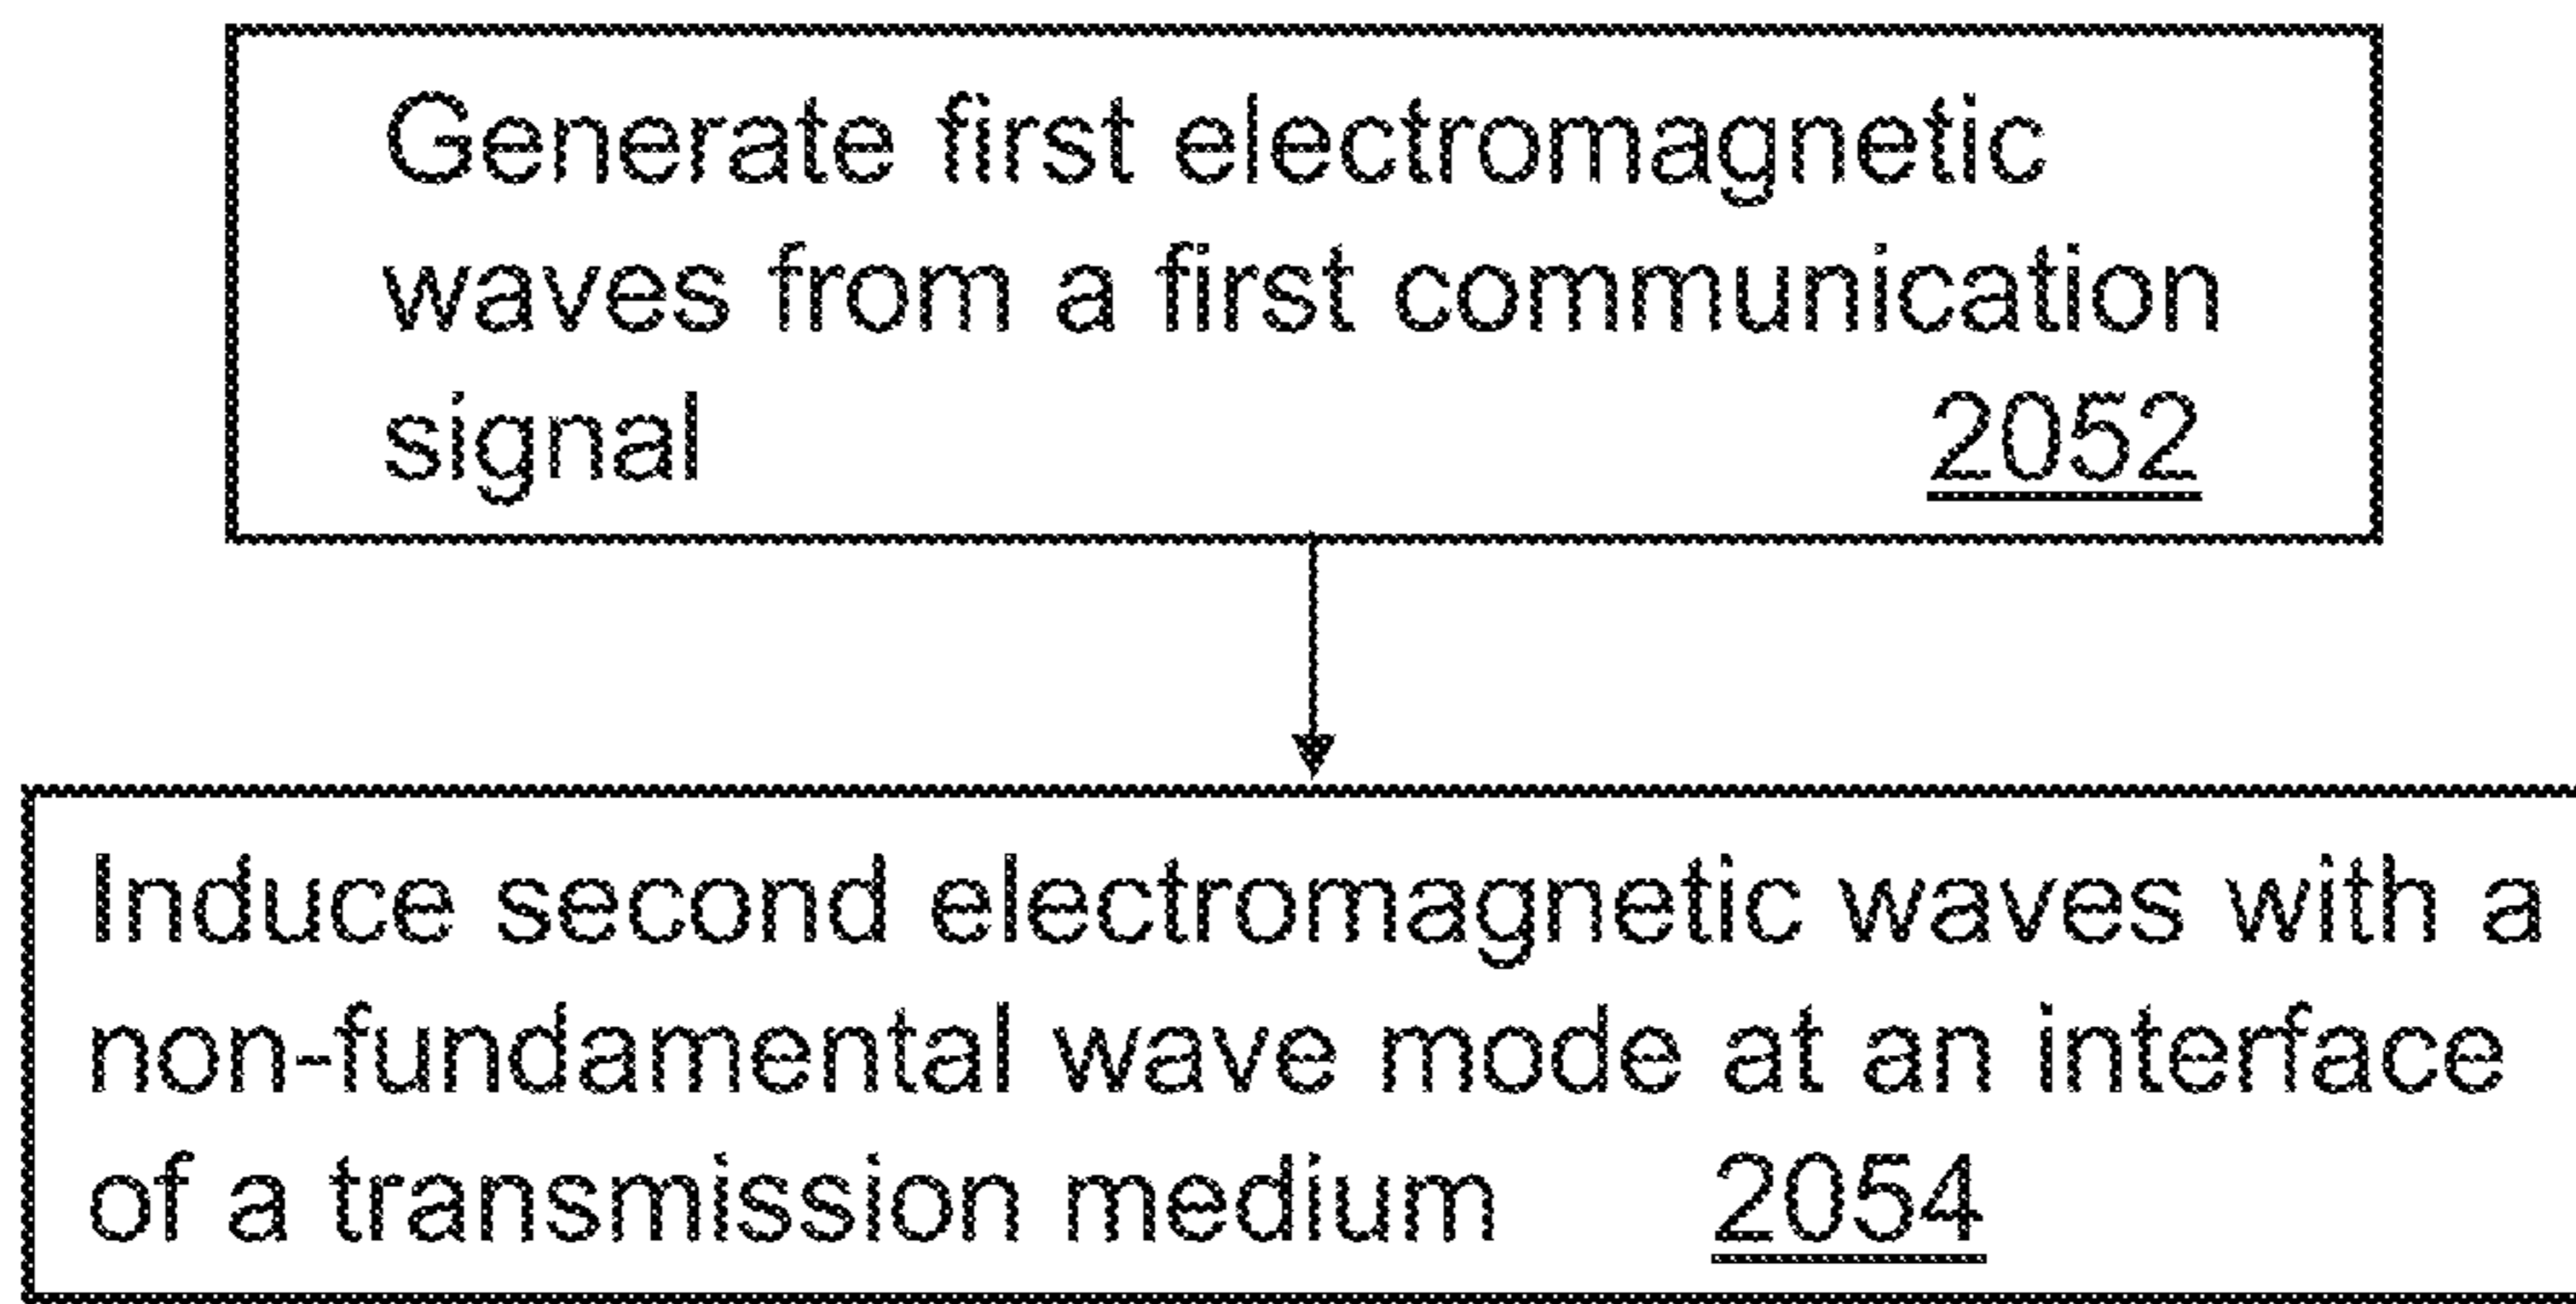 Generate first electromagnetic
waves from a first communication
signal 2052
Induce second electromagnetic waves with a
non-fundamental wave mode at an interface
of a transmission medium 2054